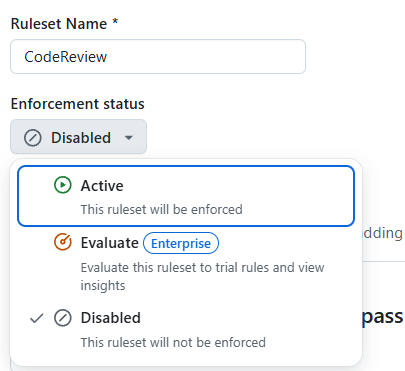 Ruleset Name *
CodeReview
Enforcement status
Disabled
Active
This ruleset will be enforced
dding
Evaluate Enterprise
Evaluate this ruleset to trial rules and view
insights
Disabled
pass
This ruleset will not be enforced